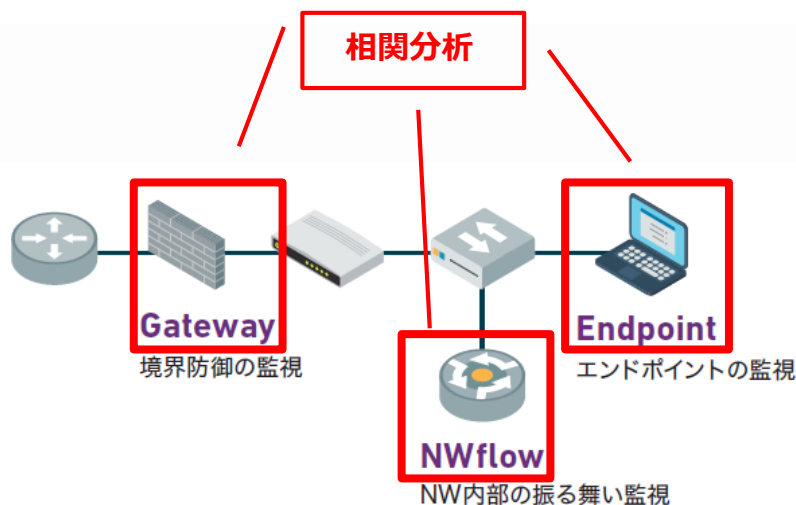 相関分析
Gateway
境界防御の監視
Endpoint
エンドポイントの監視
NWflow
NW内部の振る舞い監視